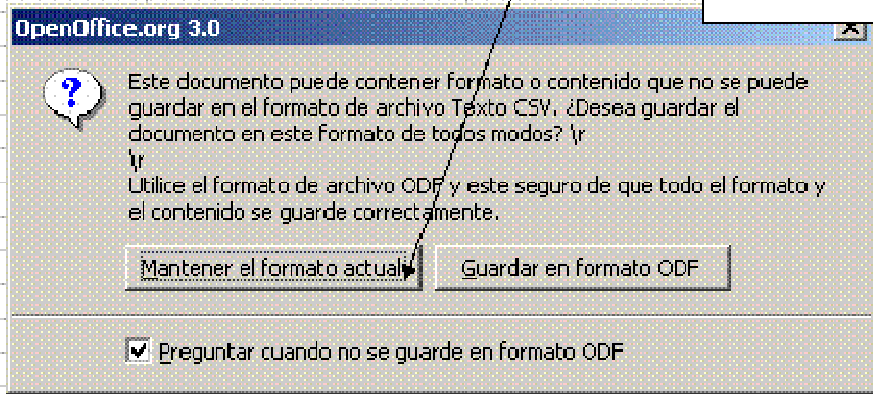 OpenOffice.org 3.0
Este documento puede contener formato o contenido que no se puede
guardar en el formato de archivo Texto CSV. ¿Desea guardar el
documento en este formato de todos modos? \r
\r
Utilice el formato de archivo ODF y este seguro de que todo el formato y
el contenido se guarde correctamente.
Mantener el formato actual
Guardar en formato ODF
Preguntar cuando no se guarde en formato ODF